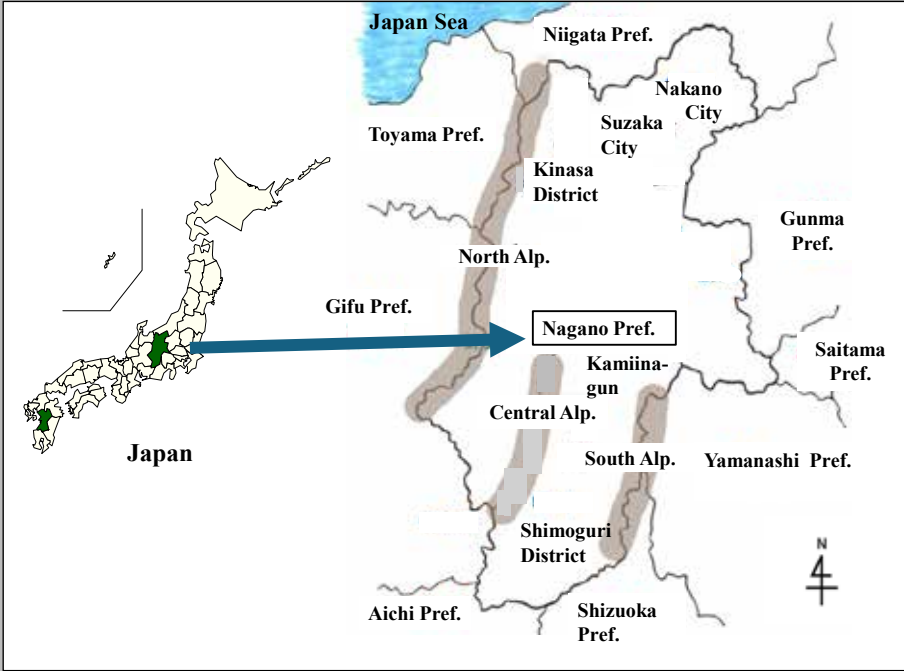 Japan Sea
Niigata Pref.
Nakano
City
Suzaka
City
Toyama Pref.
Kinasa
District
Gunma
Pref.
North Alp.
Gifu Pref.
Nagano Pref.
Saitama
Pref.
Kamiina-
gun
Central Alp.
Japan
South Alp.
Yamanashi Pref.
Shimoguri
District
N
Aichi Pref.
Shizuoka
Pref.